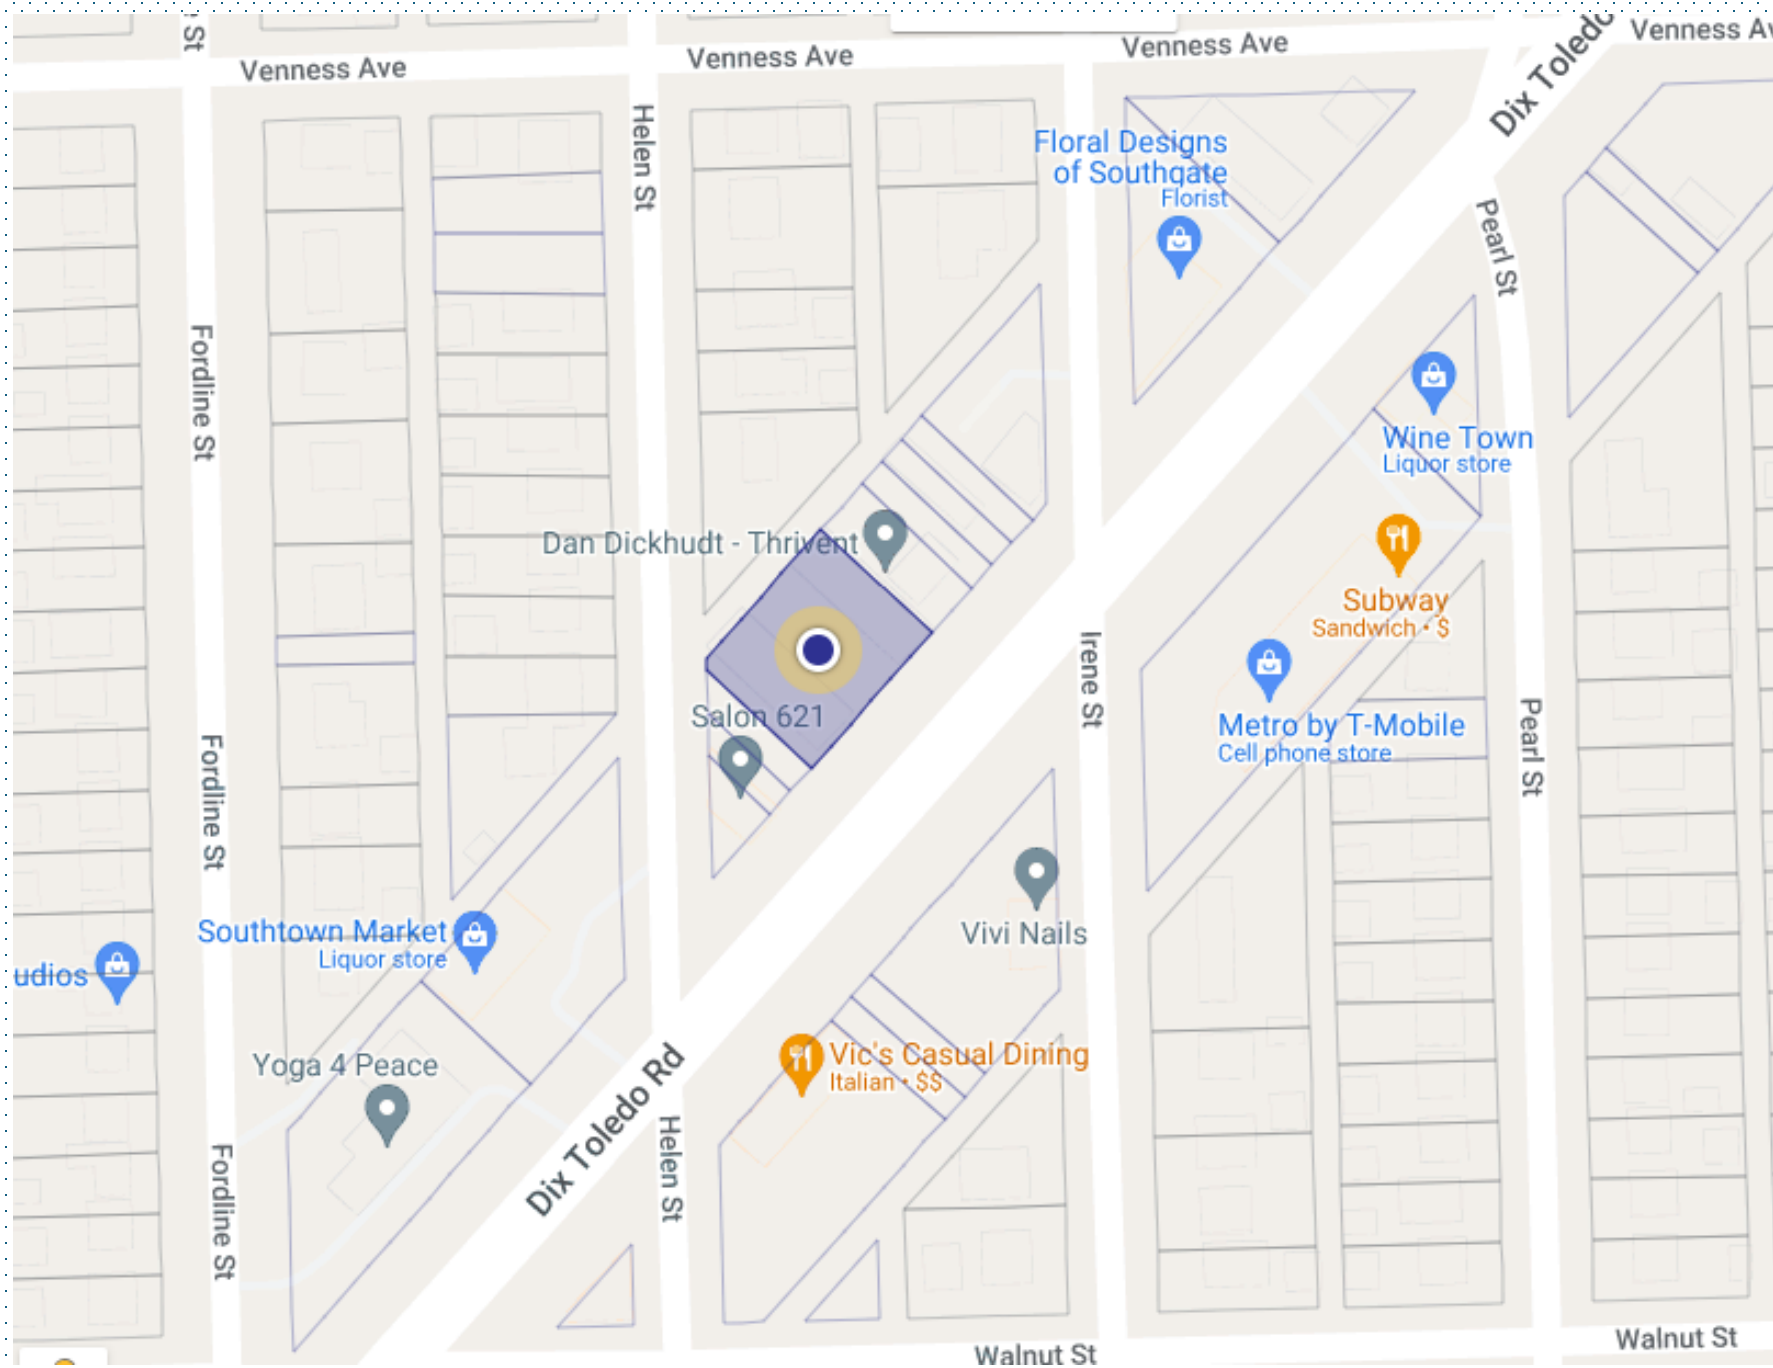 St
Venness Ave
Venness Ave
Venness Ave
Venness Av
Dix Toledo
Helen St
Floral Designs
of Southgate
Florist
Pearl St
Fordline St
Wine Town
Liquor store
Dan Dickhudt - Thrivent
Subway
Sandwich • $
Irene St
Salon 621
Metro by T-Mobile
Cell phone store
Pearl St
Fordline St
Southtown Market
Liquor store
Vivi Nails
udios
Yoga 4 Peace
Vic's Casual Dining
Italian • $$
Dix Toledo Rd
Helen St
Fordline St
Walnut St
Walnut St